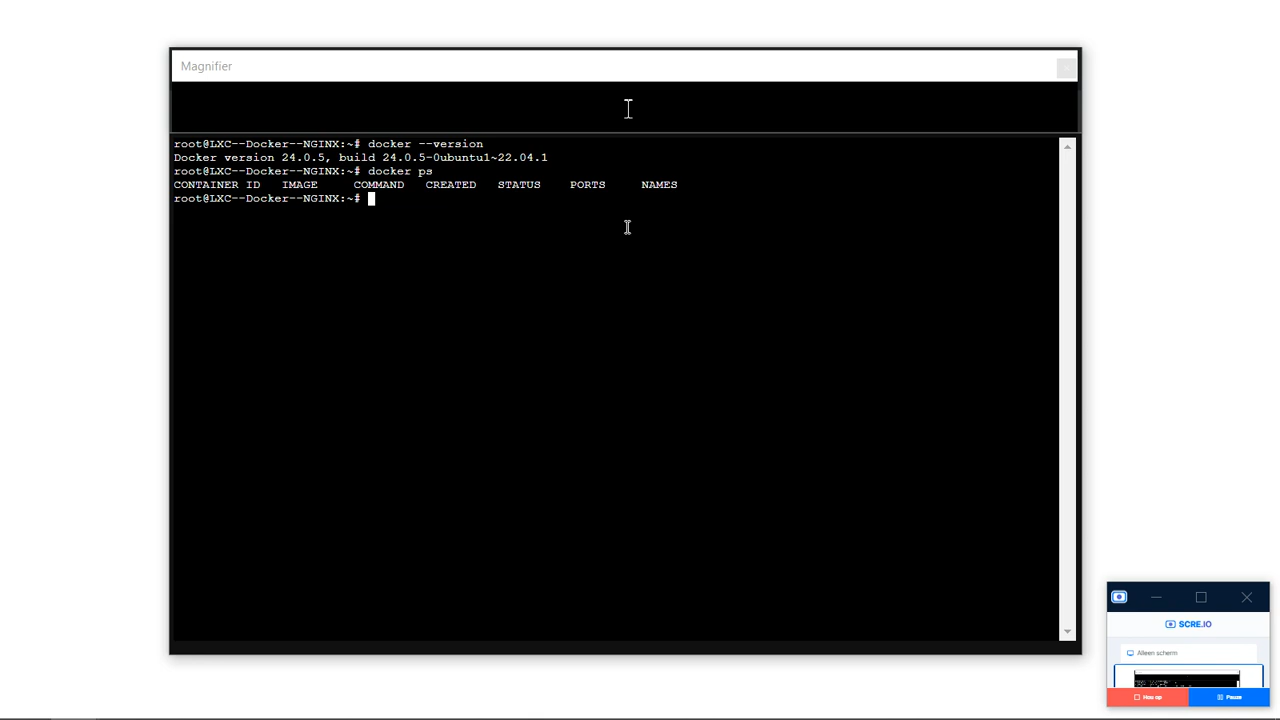 Magnifier
root@LXC--Docker--NGINX:~# docker --version
Docker version 24.0.5, build 24.0.5-0ubuntu1~22.04.1
root@LXC--Docker--NGINX:~# docker ps
CONTAINER ID IMAGE COMMAND CREATED STATUS PORTS NAMES
root@LXC--Docker--NGINX:~#
SCRE.IO
Alleen scherm
Pauze